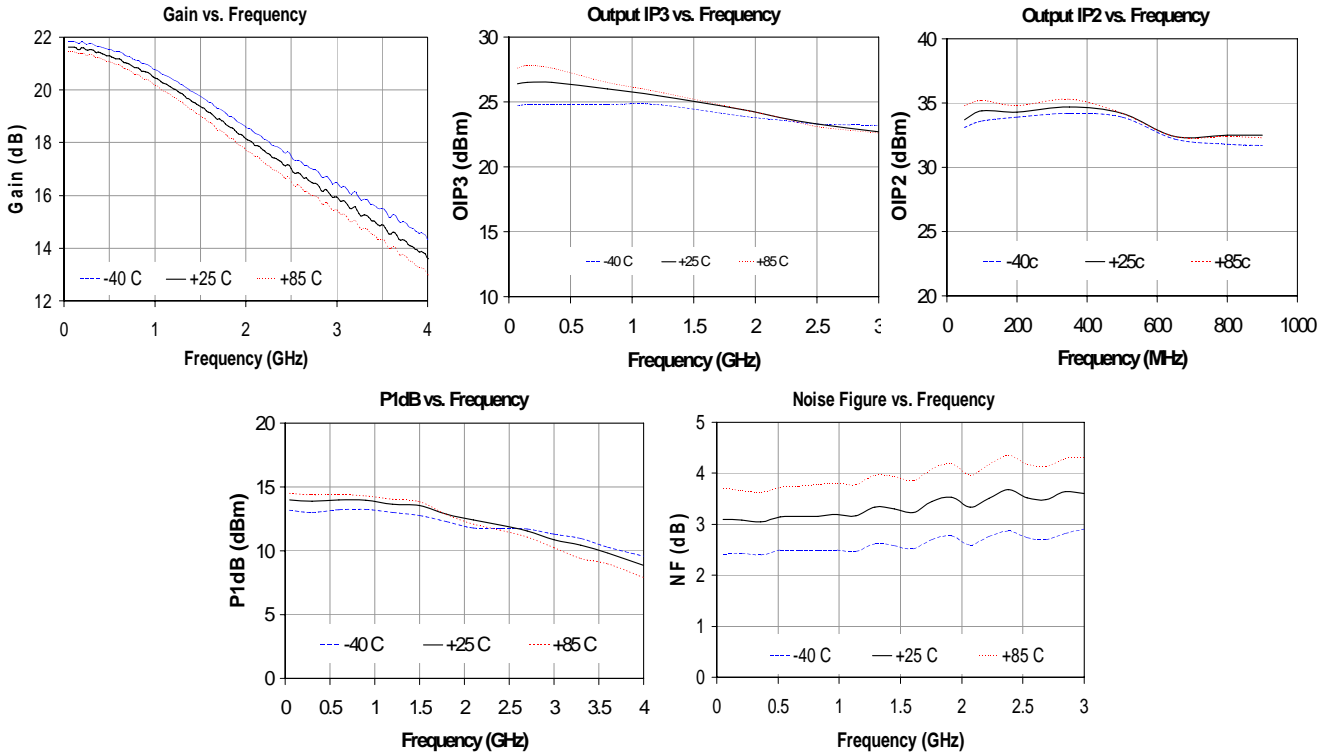 Gain vs. Frequency
22
20
18
16
14
12
Gain (dB)
-40 C +25 C +85 C
0 1 2 3 4
Frequency (GHz)
Output IP3 vs. Frequency
30
25
20
15
10
OIP3 (dBm)
-40 C +25 C +85 C
0 0.5 1 1.5 2 2.5 3
Frequency (GHz)
Output IP2 vs. Frequency
40
35
30
25
20
OIP2 (dBm)
-40c +25c +85c
0 200 400 600 800 1000
Frequency (MHz)
P1dB vs. Frequency
20
15
10
5
0
P1dB (dBm)
-40 C +25 C +85 C
0 0.5 1 1.5 2 2.5 3 3.5 4
Frequency (GHz)
Noise Figure vs. Frequency
5
4
3
2
1
0
NF (dB)
-40 C +25 C +85 C
0 0.5 1 1.5 2 2.5 3
Frequency (GHz)